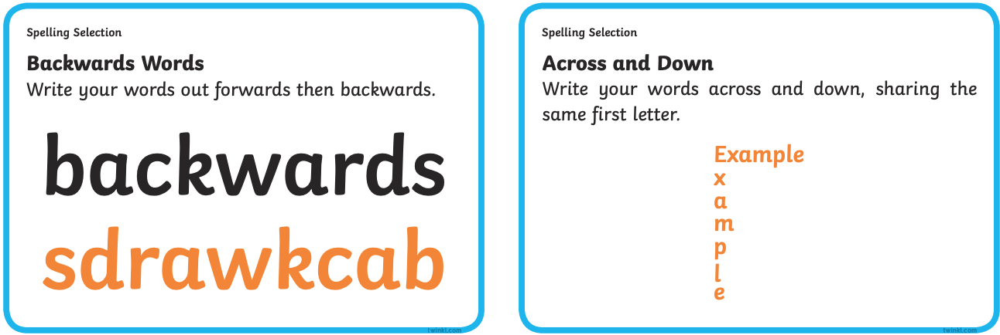 Spelling Selection
Backwards Words
Write your words out forwards then backwards.
backwards
sdrawkcab
twinkl.com
Spelling Selection
Across and Down
Write your words across and down, sharing the
same first letter.
Example
x
a
m
p
l
e
twinkl.com